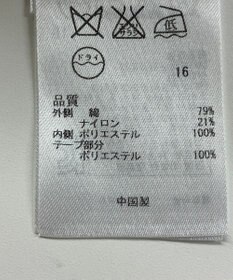 低
ドライ
16
品質
外側 綿 79%
ナイロン 21%
内側 ポリエステル 100%
テープ部分
ポリエステル 100%
中国製